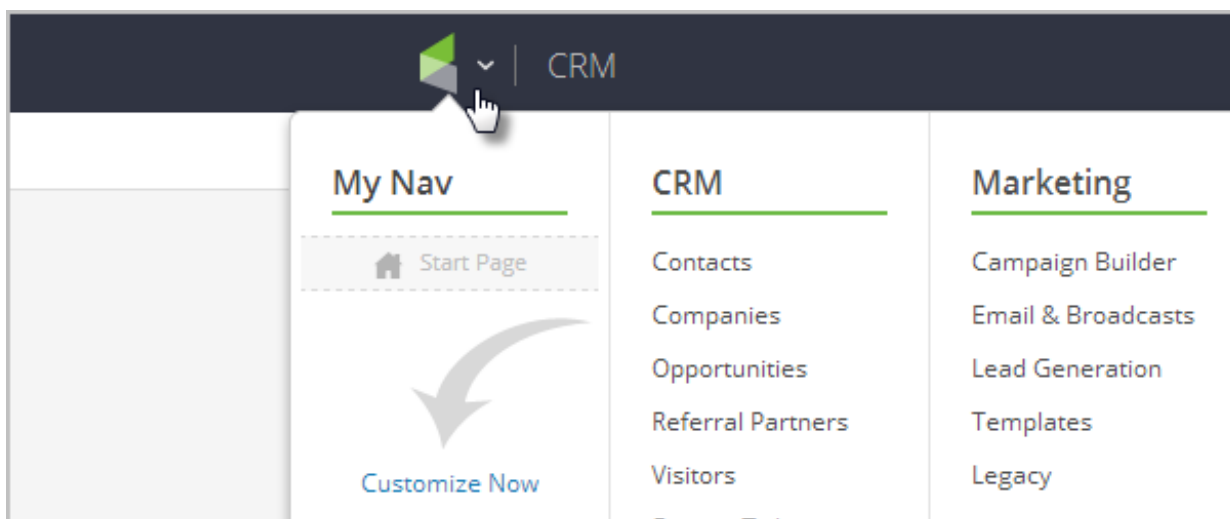 CRM
My Nav
Start Page
Customize Now
CRM
Contacts
Companies
Opportunities
Referral Partners
Visitors
Marketing
Campaign Builder
Email & Broadcasts
Lead Generation
Templates
Legacy